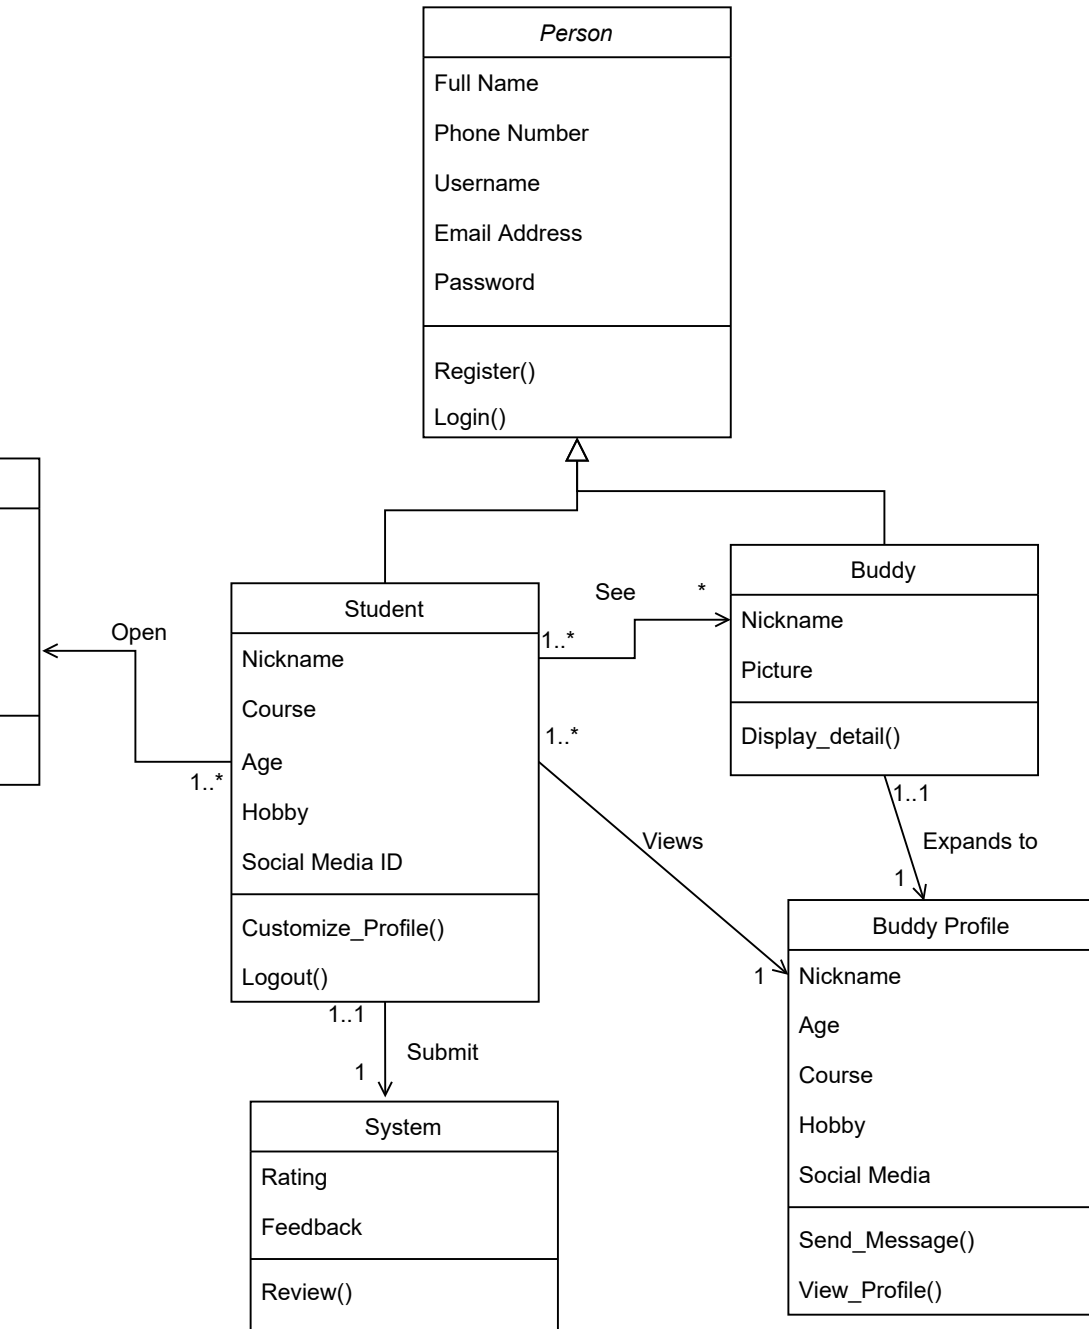 Person
Full Name
Phone Number
Username
Email Address
Password
Register()
Login()
Open
1..*
Student
Nickname
Course
Age
Hobby
Social Media ID
Customize_Profile()
Logout()
See
*
1..*
1..*
Views
Buddy
Nickname
Picture
Display_detail()
1..1
Expands to
1
1
Buddy Profile
Nickname
Age
Course
Hobby
Social Media
Send_Message()
View_Profile()
1..1
Submit
1
System
Rating
Feedback
Review()